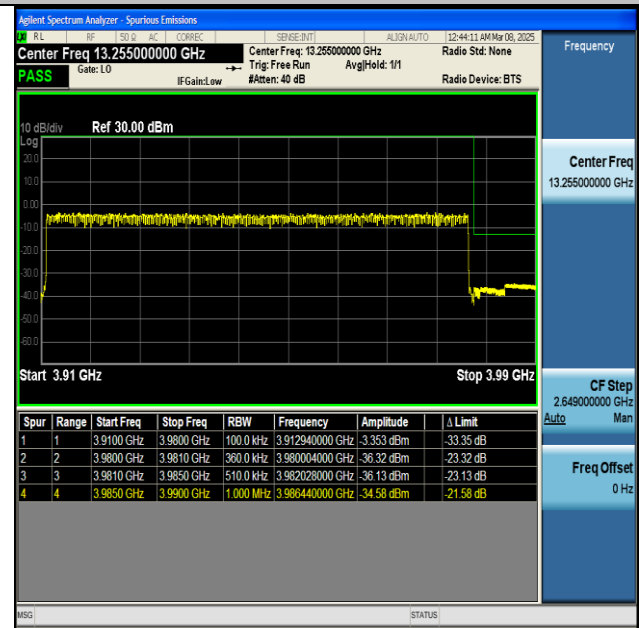 Agilent Spectrum Analyzer - Spurious Emissions
RL RF 50 Ω AC CORREC SENSE:INT ALIGN AUTO 12:44:11 AM Mar 08, 2025
Center Freq 13.255000000 GHz Center Freq: 13.255000000 GHz Radio Std: None
Trig: Free Run Avg|Hold: 1/1
PASS Gate: LO IFGain:Low #Atten: 40 dB Radio Device: BTS
Frequency
10 dB/div Ref 30.00 dBm
Log
20.0
10.0
0.00
-10.0
-20.0
-30.0
-40.0
-50.0
-60.0
Start 3.91 GHz Stop 3.99 GHz
Center Freq
13.255000000 GHz
CF Step
2.649000000 GHz
Auto Man
Freq Offset
0 Hz
Spur Range Start Freq Stop Freq RBW Frequency Amplitude Δ Limit
1 1 3.9100 GHz 3.9800 GHz 100.0 kHz 3.912940000 GHz -3.353 dBm -33.35 dB
2 2 3.9800 GHz 3.9810 GHz 360.0 kHz 3.980004000 GHz -36.32 dBm -23.32 dB
3 3 3.9810 GHz 3.9850 GHz 510.0 kHz 3.982028000 GHz -36.13 dBm -23.13 dB
4 4 3.9850 GHz 3.9900 GHz 1.000 MHz 3.986440000 GHz -34.58 dBm -21.58 dB
MSG STATUS